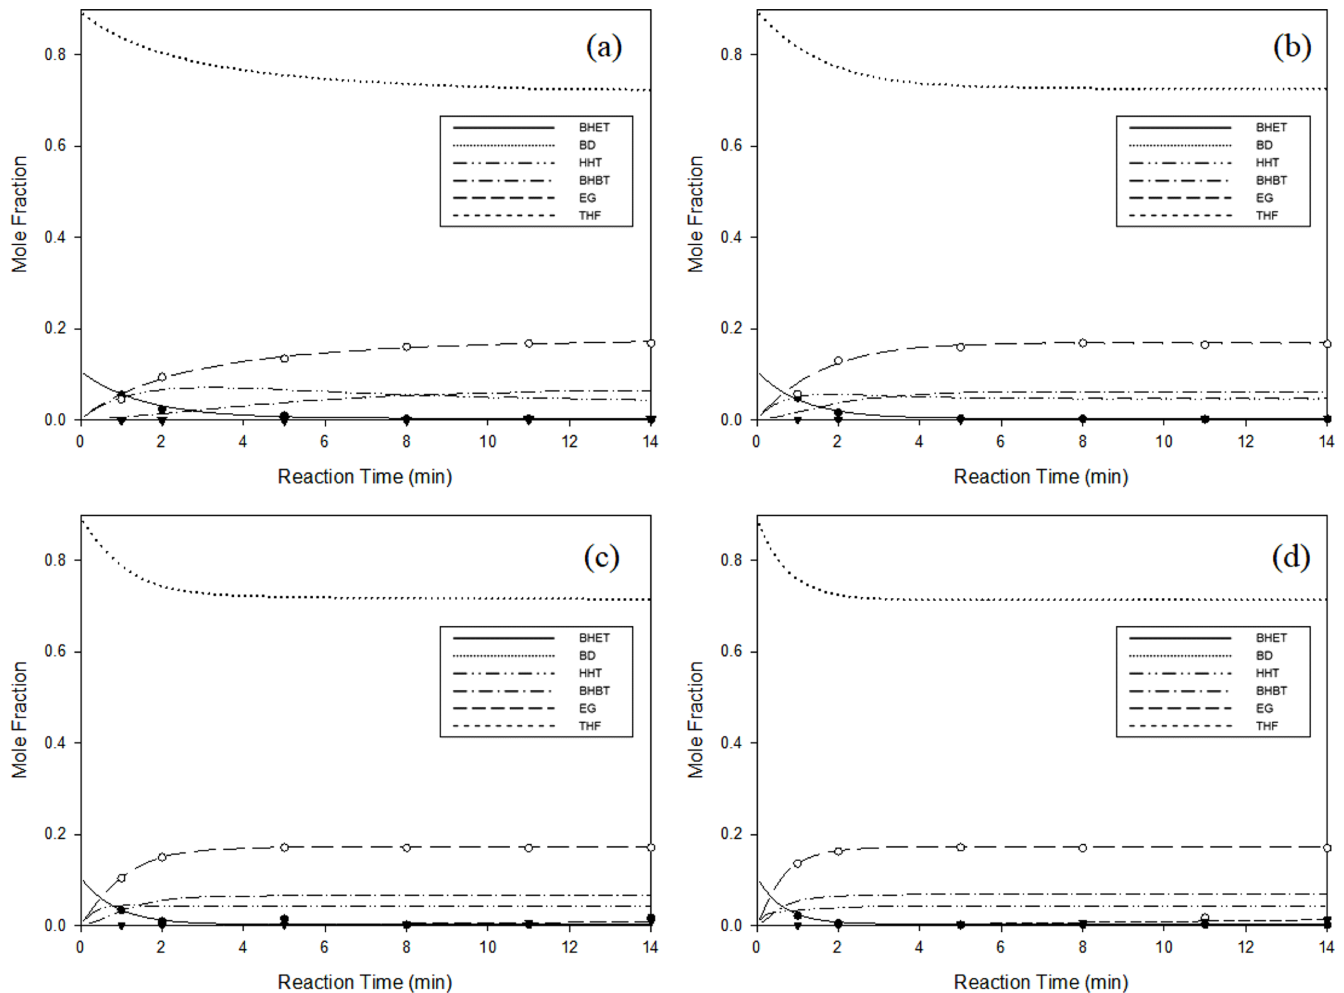 (a)
0.8
0.6
0.4
0.2
0.0
Mole Fraction
BHET
BD
HHT
BHBT
EG
THF
0 2 4 6 8 10 12 14
Reaction Time (min)
(b)
0.8
0.6
0.4
0.2
0.0
Mole Fraction
BHET
BD
HHT
BHBT
EG
THF
0 2 4 6 8 10 12 14
Reaction Time (min)
(c)
0.8
0.6
0.4
0.2
0.0
Mole Fraction
BHET
BD
HHT
BHBT
EG
THF
0 2 4 6 8 10 12 14
Reaction Time (min)
(d)
0.8
0.6
0.4
0.2
0.0
Mole Fraction
BHET
BD
HHT
BHBT
EG
THF
0 2 4 6 8 10 12 14
Reaction Time (min)